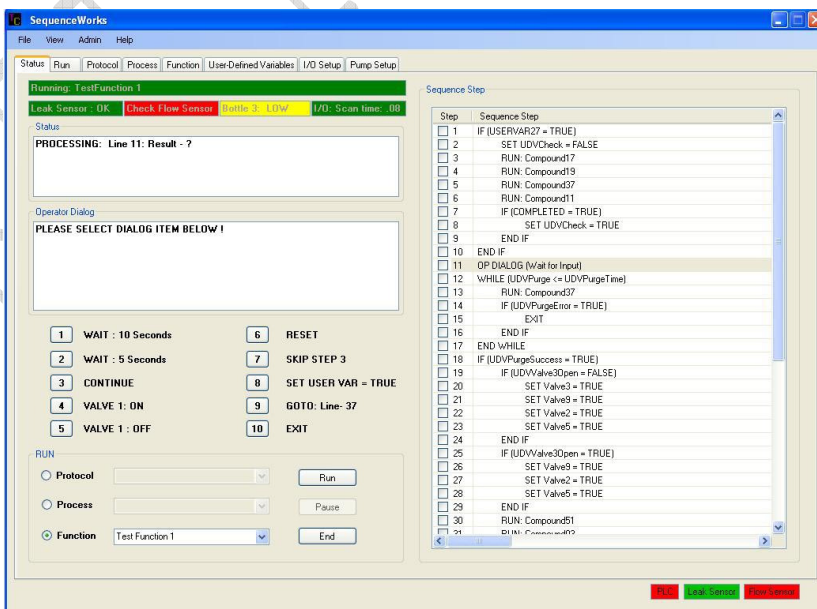 SequenceWorks
File View Admin Help
Status Run Protocol Process Function User-Defined Variables I/O Setup Pump Setup
Running: TestFunction 1
Leak Sensor : OK Check Flow Sensor Bottle 3: LOW I/O: Scan time: .08
Status
PROCESSING: Line 11: Result - ?
Operator Dialog
PLEASE SELECT DIALOG ITEM BELOW !
1 WAIT : 10 Seconds
2 WAIT : 5 Seconds
3 CONTINUE
4 VALVE 1: ON
5 VALVE 1 : OFF
6 RESET
7 SKIP STEP 3
8 SET USER VAR = TRUE
9 GOTO: Line- 37
10 EXIT
RUN
Protocol Run
Process Pause
Function Test Function 1 End
Sequence Step
Step Sequence Step
1 IF (USERVAR27 = TRUE)
2 SET UDVCheck = FALSE
3 RUN: Compound17
4 RUN: Compound19
5 RUN: Compound37
6 RUN: Compound11
7 IF (COMPLETED = TRUE)
8 SET UDVCheck = TRUE
9 END IF
10 END IF
11 OP DIALOG (Wait for Input)
12 WHILE (UDVPurge <= UDVPurgeTime)
13 RUN: Compound37
14 IF (UDVPurgeError = TRUE)
15 EXIT
16 END IF
17 END WHILE
18 IF (UDVPurgeSuccess = TRUE)
19 IF (UDVValve3Open = FALSE)
20 SET Valve3 = TRUE
21 SET Valve9 = TRUE
22 SET Valve2 = TRUE
23 SET Valve5 = TRUE
24 END IF
25 IF (UDVValve3Open = TRUE)
26 SET Valve9 = TRUE
27 SET Valve2 = TRUE
28 SET Valve5 = TRUE
29 END IF
30 RUN: Compound51
31 RUN: Compound03
PLC Leak Sensor Flow Sensor